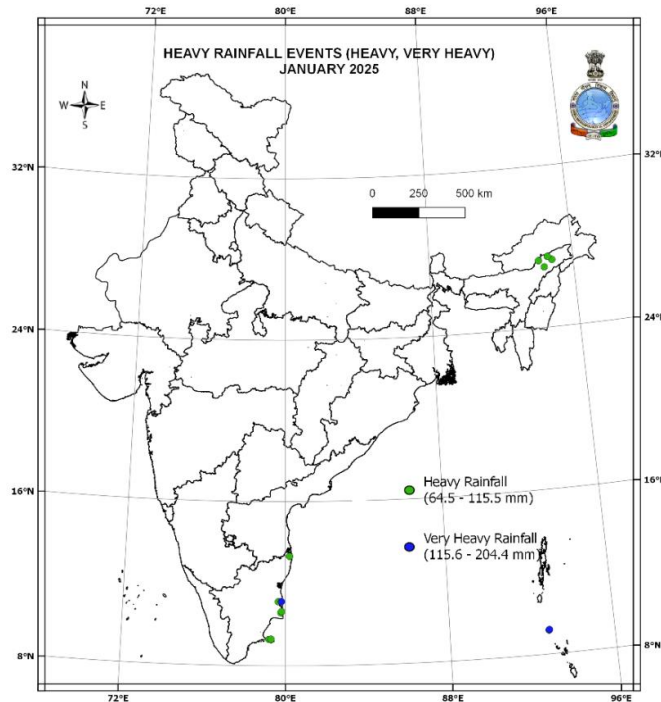 72°E 80°E 88°E 96°E
HEAVY RAINFALL EVENTS (HEAVY, VERY HEAVY)
JANUARY 2025
N
W E
S
32°N 32°N
0 250 500 km
24°N 24°N
16°N 16°N
Heavy Rainfall
(64.5 - 115.5 mm)
Very Heavy Rainfall
(115.6 - 204.4 mm)
8°N 8°N
72°E 80°E 88°E 96°E